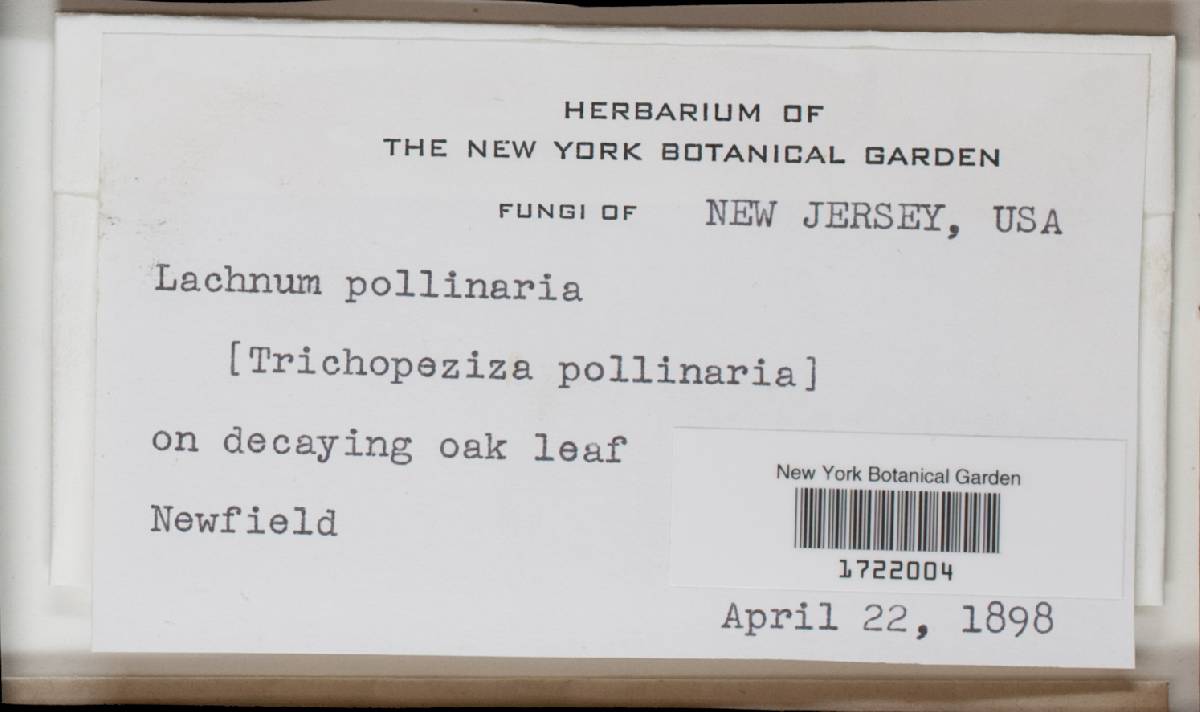 HERBARIUM OF
THE NEW YORK BOTANICAL GARDEN
FUNGI OF NEW JERSEY, USA
Lachnum pollinaria
[Trichopeziza pollinaria]
on decaying oak leaf
Newfield
New York Botanical Garden
1722004
April 22, 1898